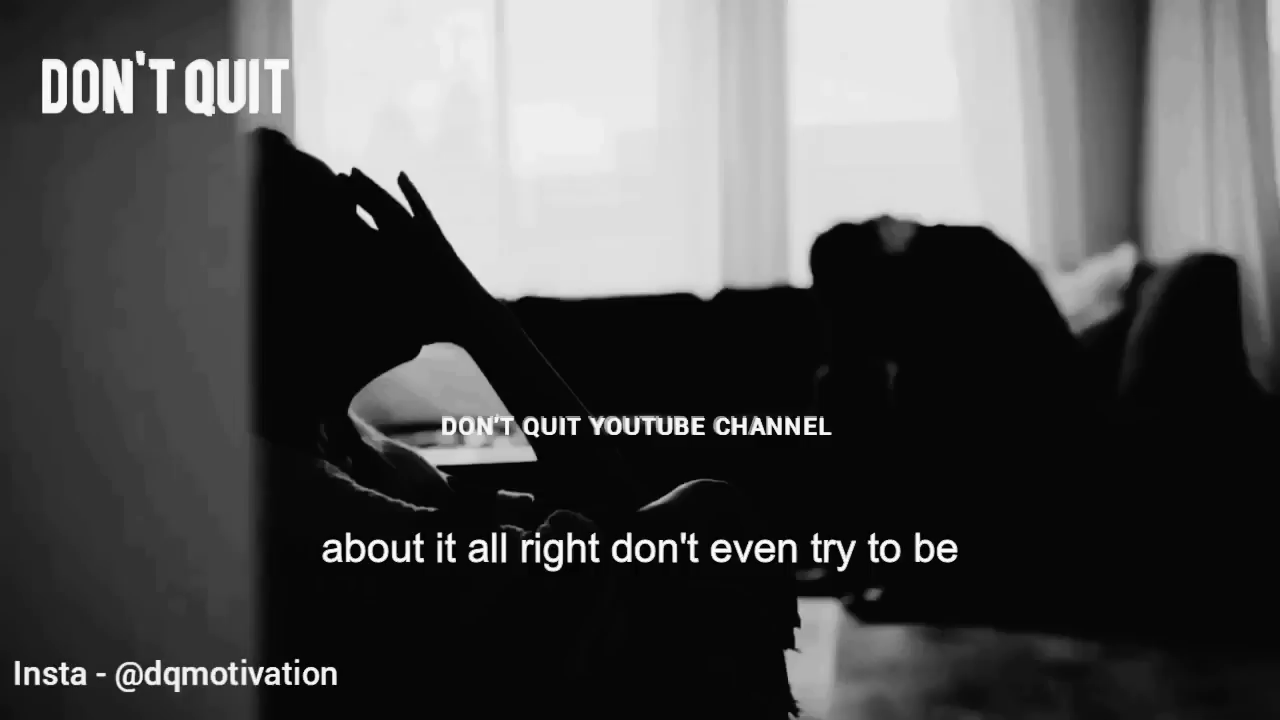 DON'T QUIT
DON'T QUIT YOUTUBE CHANNEL
about it all right don't even try to be
Insta - @dqmotivation